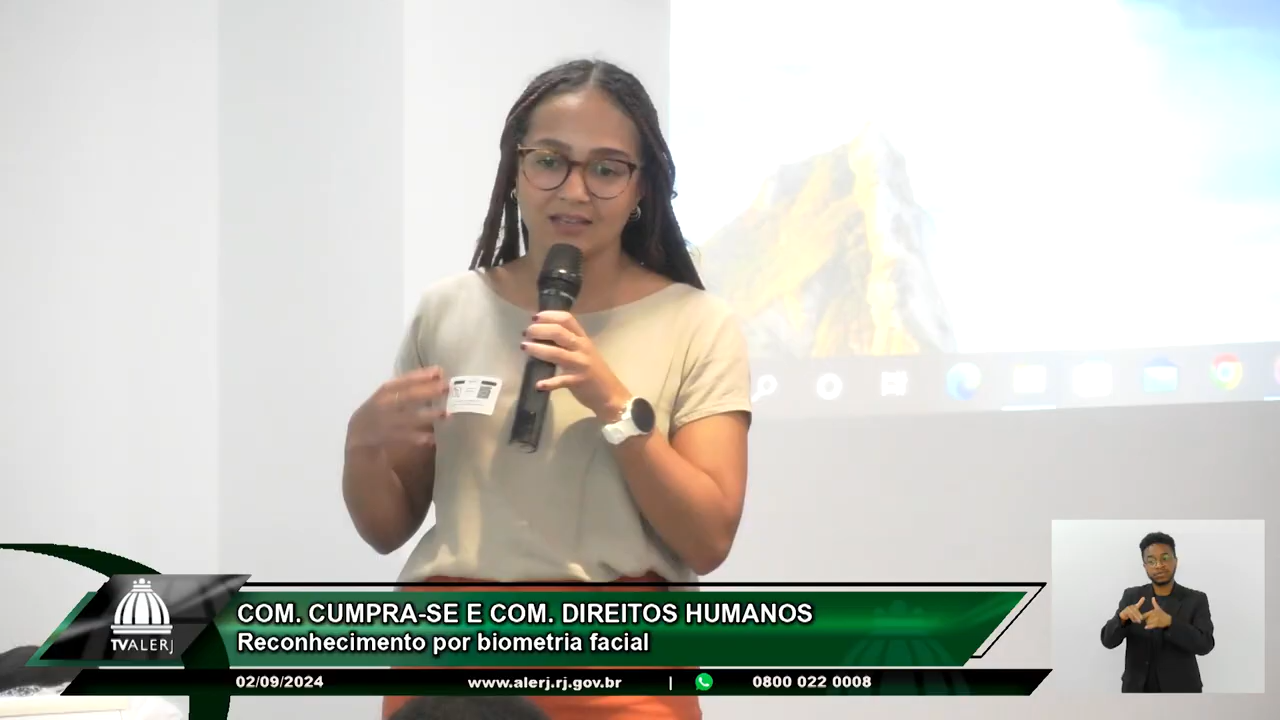 COM. CUMPRA-SE E COM. DIREITOS HUMANOS
Reconhecimento por biometria facial
TVALERJ
02/09/2024 www.alerj.rj.gov.br | 0800 022 0008